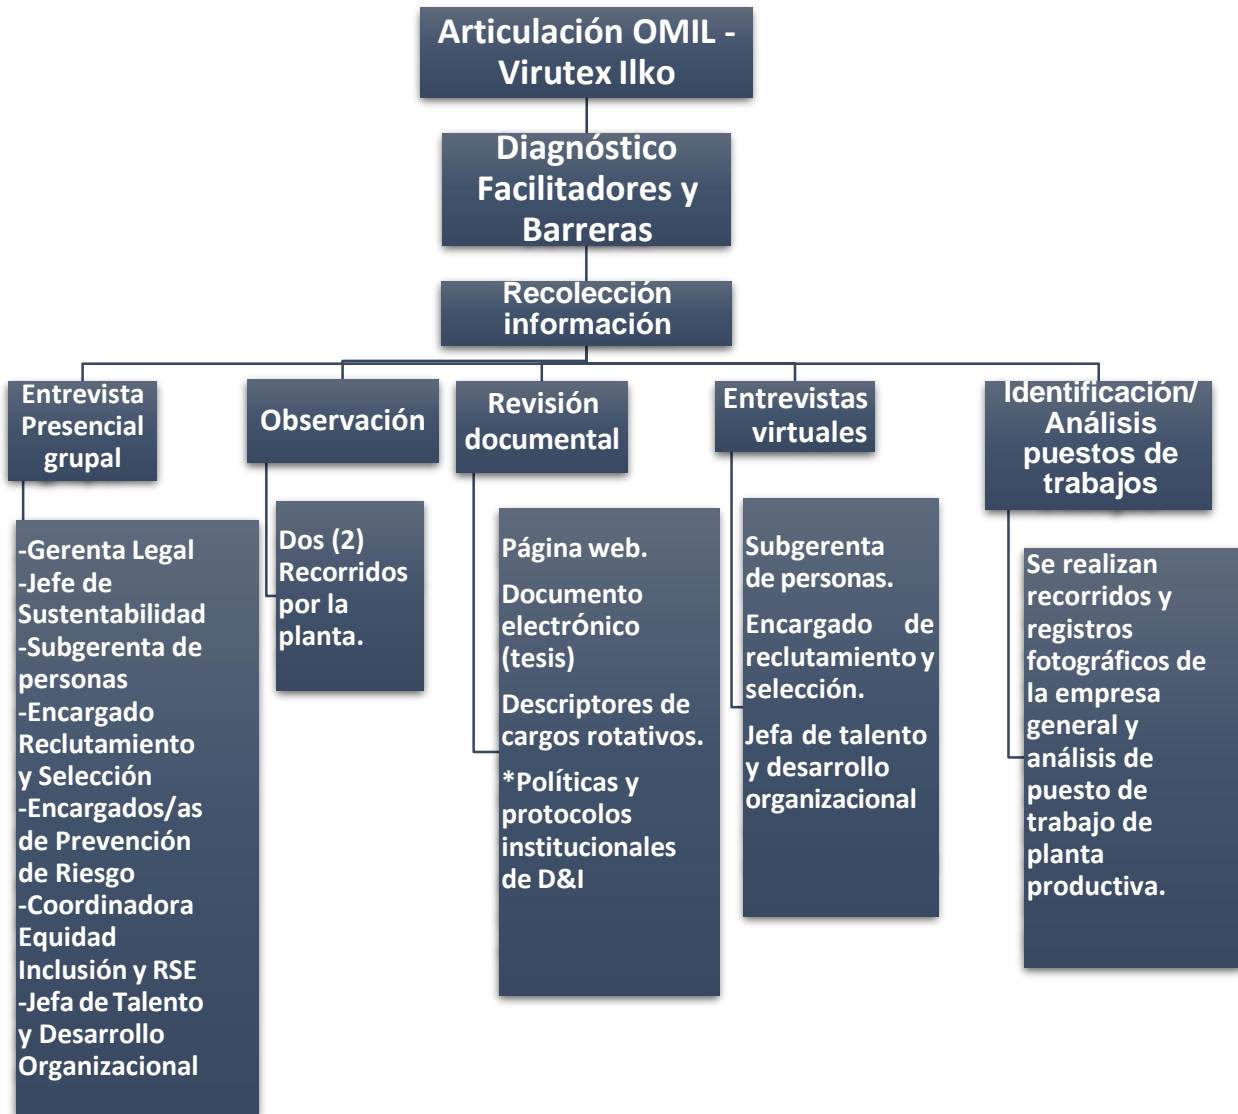 Articulación OMIL -
Virutex Ilko
Diagnóstico
Facilitadores y
Barreras
Recolección
información
Entrevista
Presencial
grupal
-Gerenta Legal
-Jefe de
Sustentabilidad
-Subgerenta de
personas
-Encargado
Reclutamiento
y Selección
-Encargados/as
de Prevención
de Riesgo
-Coordinadora
Equidad
Inclusión y RSE
-Jefa de Talento
y Desarrollo
Organizacional
Observación
Dos (2)
Recorridos
por la
planta.
Revisión
documental
Página web.
Documento
electrónico
(tesis)
Descriptores de
cargos rotativos.
*Políticas y
protocolos
institucionales
de D&I
Entrevistas
virtuales
Subgerenta
de personas.
Encargado de
reclutamiento y
selección.
Jefa de talento
y desarrollo
organizacional
Identificación/
Análisis
puestos de
trabajos
Se realizan
recorridos y
registros
fotográficos de
la empresa
general y
análisis de
puesto de
trabajo de
planta
productiva.